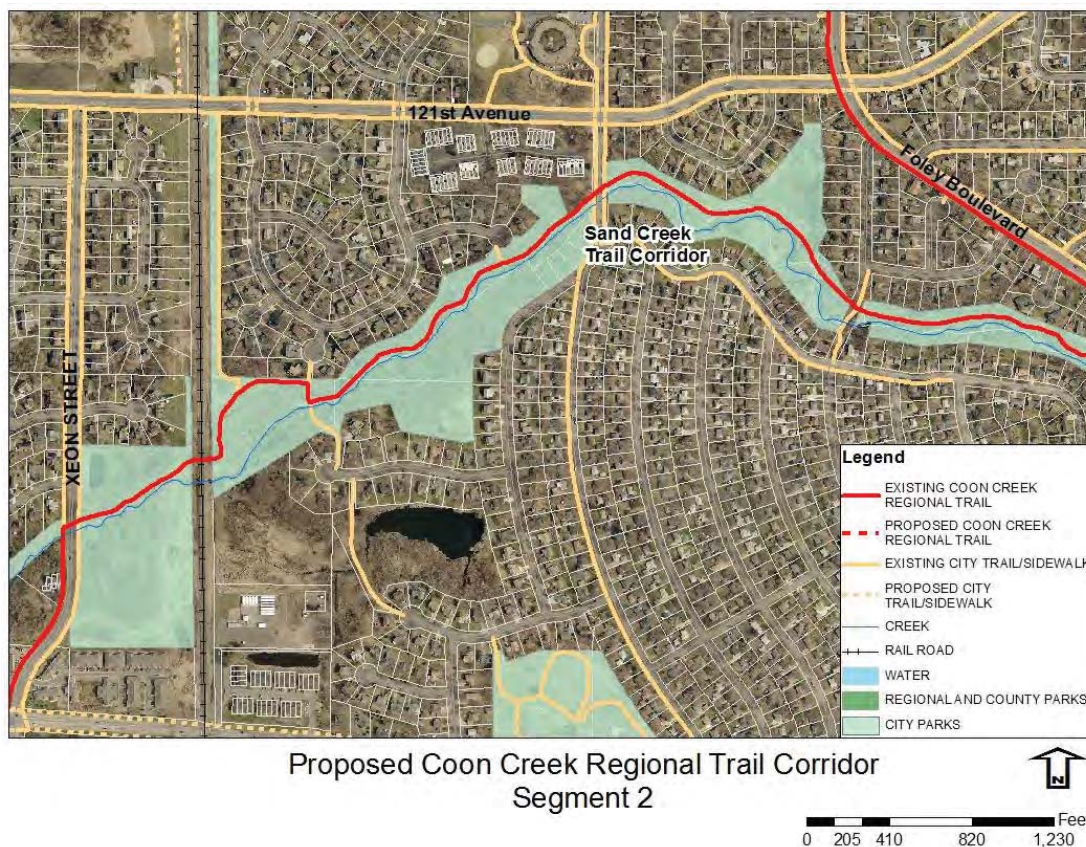 121st Avenue
Foley Boulevard
Sand Creek
Trail Corridor
XEON STREET
Legend
EXISTING COON CREEK
REGIONAL TRAIL
PROPOSED COON CREEK
REGIONAL TRAIL
EXISTING CITY TRAIL/SIDEWALK
PROPOSED CITY
TRAIL/SIDEWALK
CREEK
RAIL ROAD
WATER
REGIONAL AND COUNTY PARKS
CITY PARKS
Proposed Coon Creek Regional Trail Corridor
Segment 2
N
Fee
0 205 410 820 1,230